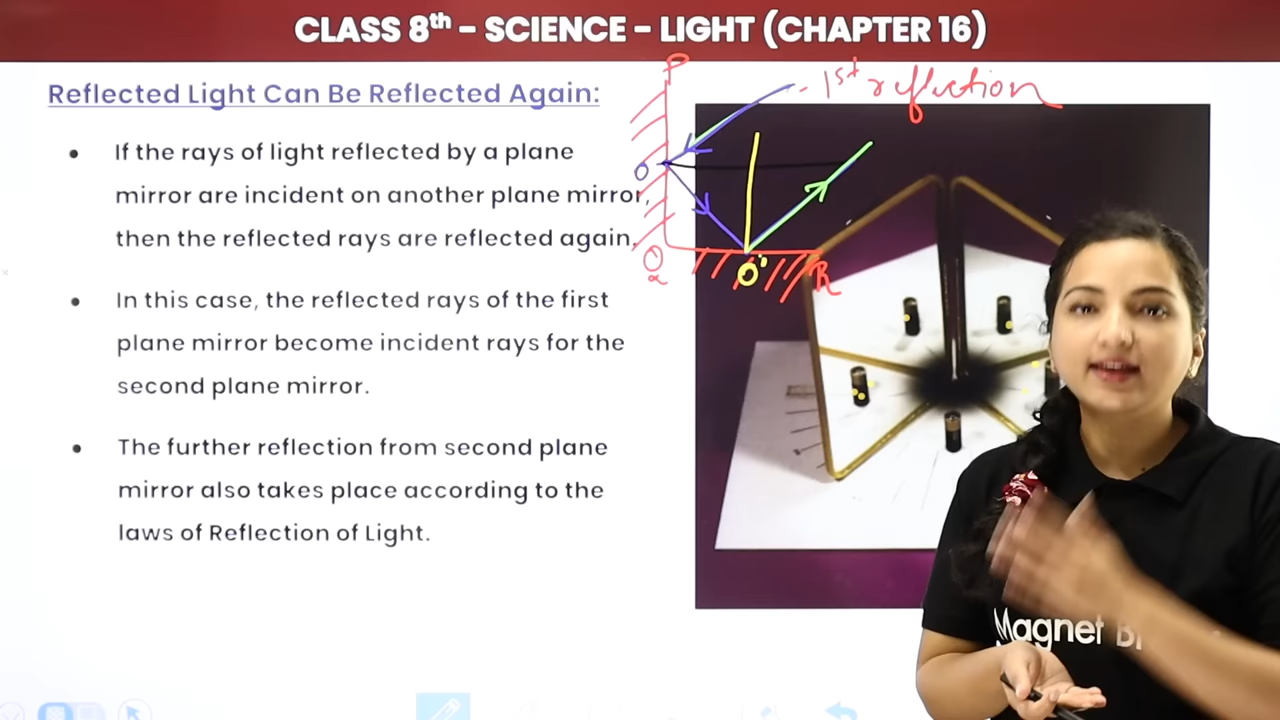 CLASS 8th - SCIENCE - LIGHT (CHAPTER 16)
Reflected Light Can Be Reflected Again:
• If the rays of light reflected by a plane
mirror are incident on another plane mirror,
then the reflected rays are reflected again.
• In this case, the reflected rays of the first
plane mirror become incident rays for the
second plane mirror.
• The further reflection from second plane
mirror also takes place according to the
laws of Reflection of Light.
P
1st reflection
O
O'
R
Magnet